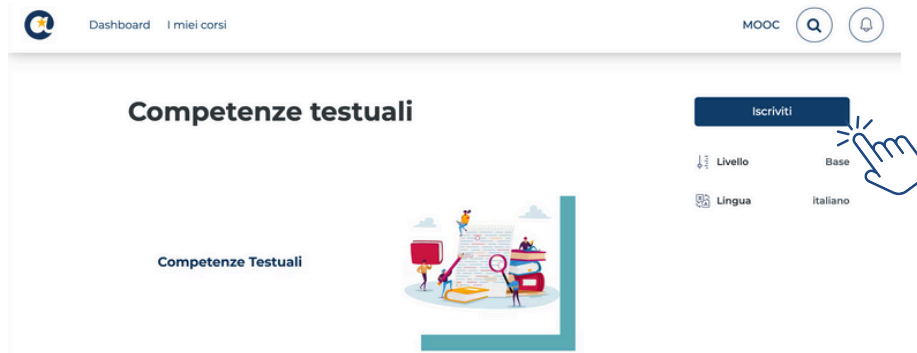 Dashboard I miei corsi MOOC
Competenze testuali
Iscriviti
Livello Base
Lingua italiano
Competenze Testuali